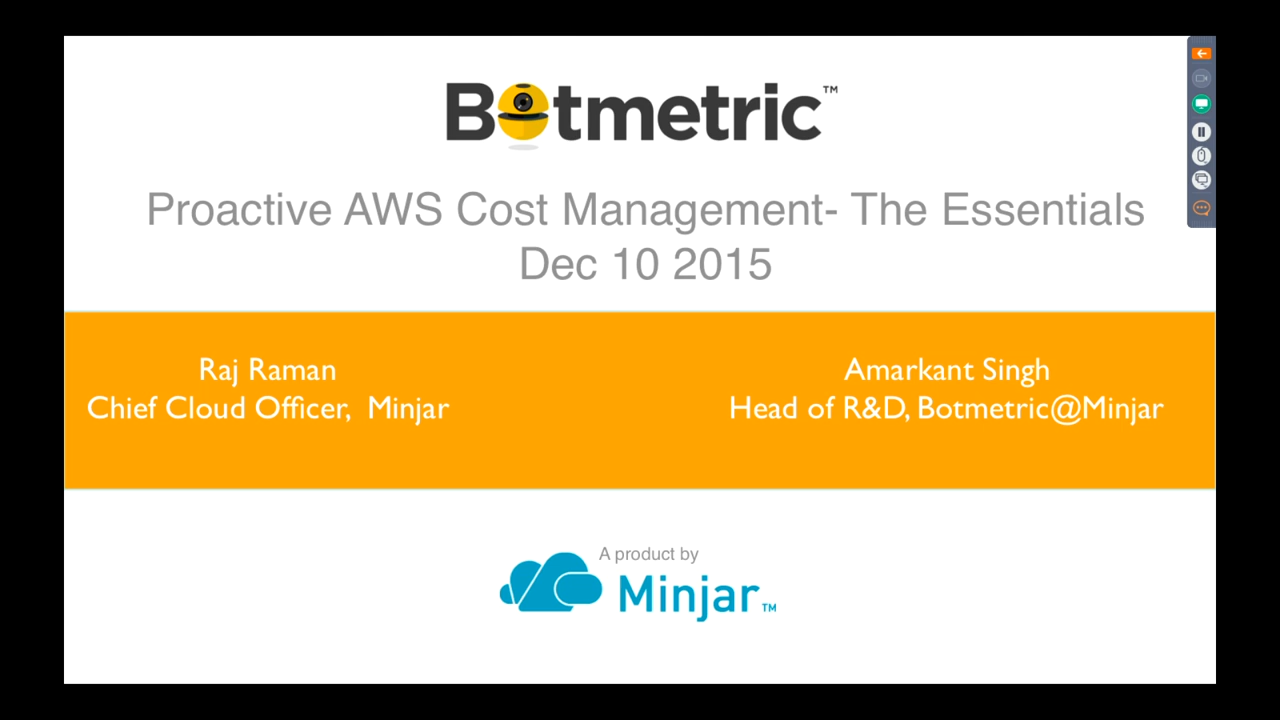 Botmetric™
Proactive AWS Cost Management- The Essentials
Dec 10 2015
Raj Raman
Chief Cloud Officer, Minjar
Amarkant Singh
Head of R&D, Botmetric@Minjar
A product by
Minjar™